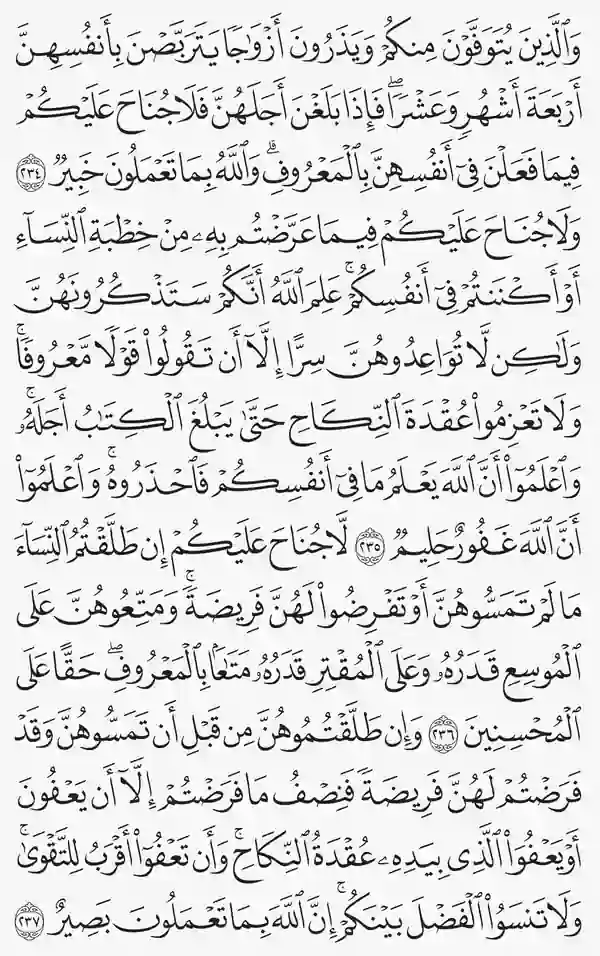 وَٱلَّذِينَ يُتَوَفَّوۡنَ مِنكُمۡ وَيَذَرُونَ أَزۡوَٰجٗا يَتَرَبَّصۡنَ بِأَنفُسِهِنَّ
أَرۡبَعَةَ أَشۡهُرٖ وَعَشۡرٗاۖ فَإِذَا بَلَغۡنَ أَجَلَهُنَّ فَلَا جُنَاحَ عَلَيۡكُمۡ
فِيمَا فَعَلۡنَ فِيٓ أَنفُسِهِنَّ بِٱلۡمَعۡرُوفِۗ وَٱللَّهُ بِمَا تَعۡمَلُونَ خَبِيرٞ ٢٣٤
وَلَا جُنَاحَ عَلَيۡكُمۡ فِيمَا عَرَّضۡتُم بِهِۦ مِنۡ خِطۡبَةِ ٱلنِّسَآءِ
أَوۡ أَكۡنَنتُمۡ فِيٓ أَنفُسِكُمۡۚ عَلِمَ ٱللَّهُ أَنَّكُمۡ سَتَذۡكُرُونَهُنَّ
وَلَٰكِن لَّا تُوَاعِدُوهُنَّ سِرًّا إِلَّآ أَن تَقُولُواْ قَوۡلٗا مَّعۡرُوفٗاۚ
وَلَا تَعۡزِمُواْ عُقۡدَةَ ٱلنِّكَاحِ حَتَّىٰ يَبۡلُغَ ٱلۡكِتَٰبُ أَجَلَهُۥۚ
وَٱعۡلَمُوٓاْ أَنَّ ٱللَّهَ يَعۡلَمُ مَا فِيٓ أَنفُسِكُمۡ فَٱحۡذَرُوهُۚ وَٱعۡلَمُوٓاْ
أَنَّ ٱللَّهَ غَفُورٌ حَلِيمٞ ٢٣٥ لَّا جُنَاحَ عَلَيۡكُمۡ إِن طَلَّقۡتُمُ ٱلنِّسَآءَ
مَا لَمۡ تَمَسُّوهُنَّ أَوۡ تَفۡرِضُواْ لَهُنَّ فَرِيضَةٗۚ وَمَتِّعُوهُنَّ عَلَى
ٱلۡمُوسِعِ قَدَرُهُۥ وَعَلَى ٱلۡمُقۡتِرِ قَدَرُهُۥ مَتَٰعَۢا بِٱلۡمَعۡرُوفِۖ حَقًّا عَلَى
ٱلۡمُحۡسِنِينَ ٢٣٦ وَإِن طَلَّقۡتُمُوهُنَّ مِن قَبۡلِ أَن تَمَسُّوهُنَّ وَقَدۡ
فَرَضۡتُمۡ لَهُنَّ فَرِيضَةٗ فَنِصۡفُ مَا فَرَضۡتُمۡ إِلَّآ أَن يَعۡفُونَ
أَوۡ يَعۡفُوَاْ ٱلَّذِي بِيَدِهِۦ عُقۡدَةُ ٱلنِّكَاحِۚ وَأَن تَعۡفُوٓاْ أَقۡرَبُ لِلتَّقۡوَىٰۚ
وَلَا تَنسَوُاْ ٱلۡفَضۡلَ بَيۡنَكُمۡۚ إِنَّ ٱللَّهَ بِمَا تَعۡمَلُونَ بَصِيرٌ ٢٣٧